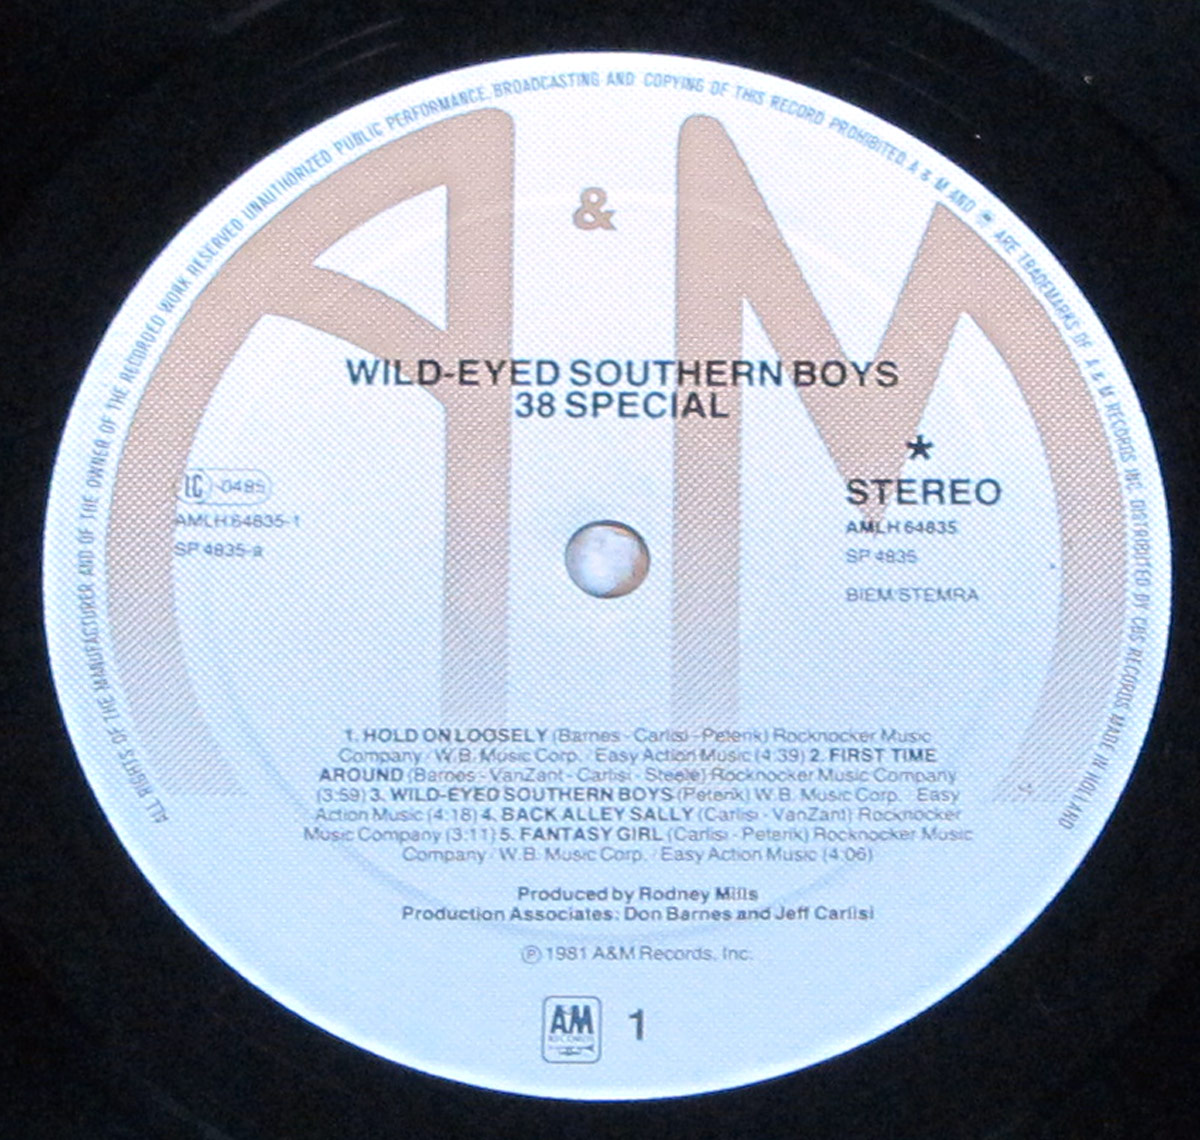 ALL RIGHTS OF THE MANUFACTURER AND OF THE OWNER OF THE RECORDED WORK RESERVED UNAUTHORIZED PUBLIC PERFORMANCE, BROADCASTING AND COPYING OF THIS RECORD PROHIBITED A & M AND ARE TRADEMARKS OF A & M RECORDS INC. DISTRIBUTED BY CBS RECORDS MADE IN HOLLAND
A & M
WILD-EYED SOUTHERN BOYS
38 SPECIAL
*
STEREO
LC -0485
AMLH 64835-1
SP 4835-a
AMLH 64835
SP 4835
BIEM/STEMRA
1. HOLD ON LOOSELY (Barnes - Carlisi - Peterik) Rocknocker Music
Company / W.B. Music Corp. / Easy Action Music (4:39) 2. FIRST TIME
AROUND (Barnes - VanZant - Carlisi - Steele) Rocknocker Music Company
(3:59) 3. WILD-EYED SOUTHERN BOYS (Peterik) W.B. Music Corp. / Easy
Action Music (4:18) 4. BACK ALLEY SALLY (Carlisi - VanZant) Rocknocker
Music Company (3:11) 5. FANTASY GIRL (Carlisi - Peterik) Rocknocker Music
Company / W.B. Music Corp. / Easy Action Music (4:06)
Produced by Rodney Mills
Production Associates: Don Barnes and Jeff Carlisi
℗ 1981 A&M Records, Inc.
AM
RECORDS
1